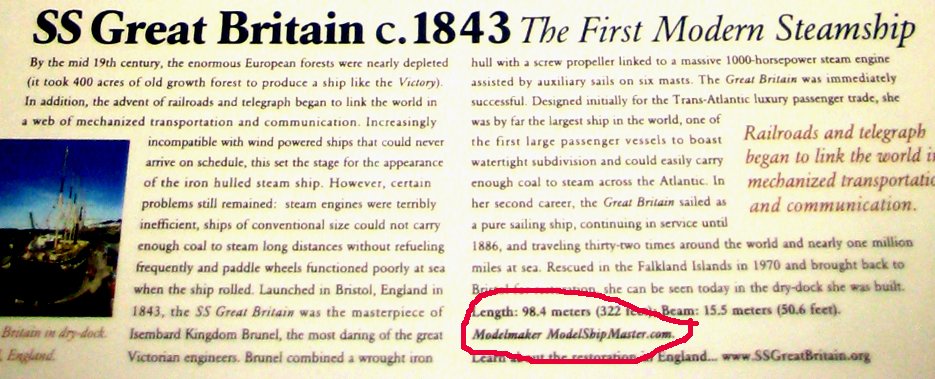 SS Great Britain c.1843 The First Modern Steamship
By the mid 19th century, the enormous European forests were nearly depleted
(it took 400 acres of old growth forest to produce a ship like the Victory).
In addition, the advent of railroads and telegraph began to link the world in
a web of mechanized transportation and communication. Increasingly
incompatible with wind powered ships that could never
arrive on schedule, this set the stage for the appearance
of the iron hulled steam ship. However, certain
problems still remained: steam engines were terribly
inefficient, ships of conventional size could not carry
enough coal to steam long distances without refueling
frequently and paddle wheels functioned poorly at sea
when the ship rolled. Launched in Bristol, England in
1843, the SS Great Britain was the masterpiece of
Isembard Kingdom Brunel, the most daring of the great
Victorian engineers. Brunel combined a wrought iron
Britain in dry-dock.
England.
hull with a screw propeller linked to a massive 1000-horsepower steam engine
assisted by auxiliary sails on six masts. The Great Britain was immediately
successful. Designed initially for the Trans-Atlantic luxury passenger trade, she
was by far the largest ship in the world, one of
the first large passenger vessels to boast
watertight subdivision and could easily carry
enough coal to steam across the Atlantic. In
her second career, the Great Britain sailed as
a pure sailing ship, continuing in service until
1886, and traveling thirty-two times around the world and nearly one million
miles at sea. Rescued in the Falkland Islands in 1970 and brought back to
Bristol for restoration, she can be seen today in the dry-dock she was built.
Length: 98.4 meters (322 feet) Beam: 15.5 meters (50.6 feet).
Modelmaker ModelShipMaster.com
Learn about the restoration in England... www.SSGreatBritain.org
Railroads and telegraph
began to link the world in
mechanized transportatio
and communication.